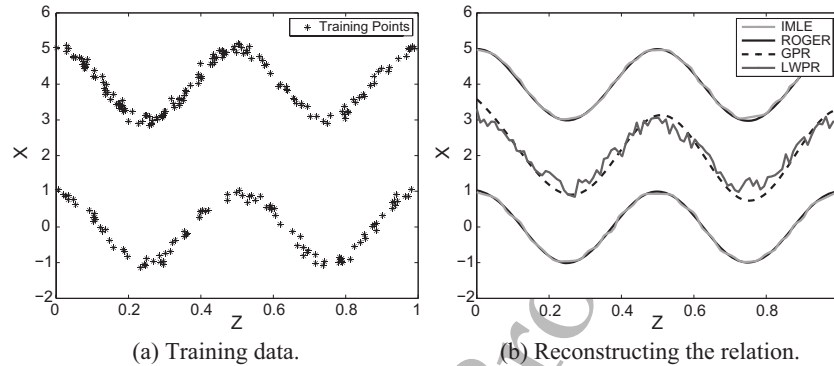 6
5
4
3
2
1
0
−1
−2
0 0.2 0.4 0.6 0.8 1
X
Z
Training Points
(a) Training data.
6
5
4
3
2
1
0
−1
−2
0 0.2 0.4 0.6 0.8
X
Z
IMLE
ROGER
GPR
LWPR
(b) Reconstructing the relation.